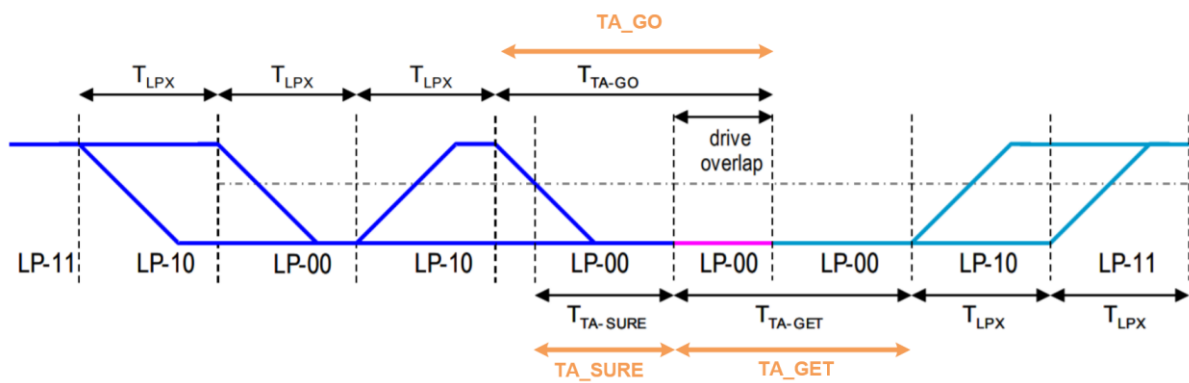 TA_GO
TLPX
TLPX
TLPX
TTA-GO
drive
overlap
LP-11
LP-10
LP-00
LP-10
LP-00
LP-00
LP-00
LP-10
LP-11
TTA-SURE
TTA-GET
TLPX
TLPX
TA_SURE
TA_GET